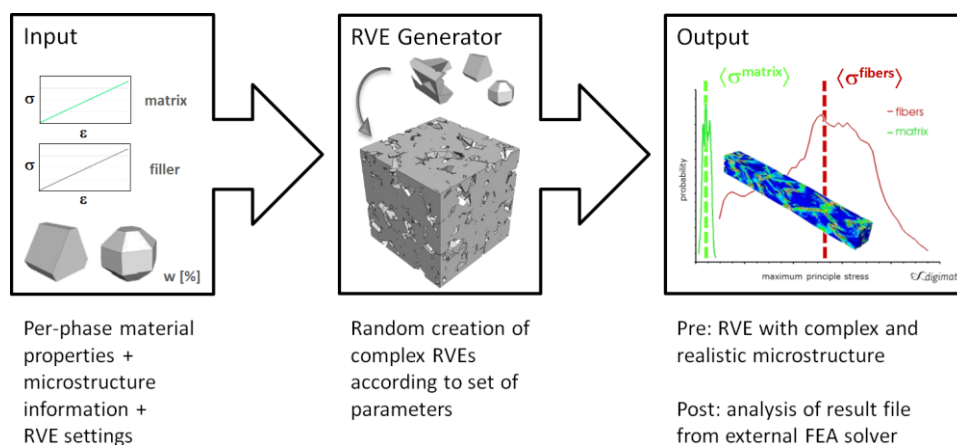 Input
σ
matrix
ε
σ
filler
ε
w [%]
Per-phase material
properties +
microstructure
information +
RVE settings
RVE Generator
Random creation of
complex RVEs
according to set of
parameters
Output
⟨σmatrix⟩
⟨σfibers⟩
fibers
matrix
probability
maximum principle stress
digimat
Pre: RVE with complex and
realistic microstructure
Post: analysis of result file
from external FEA solver